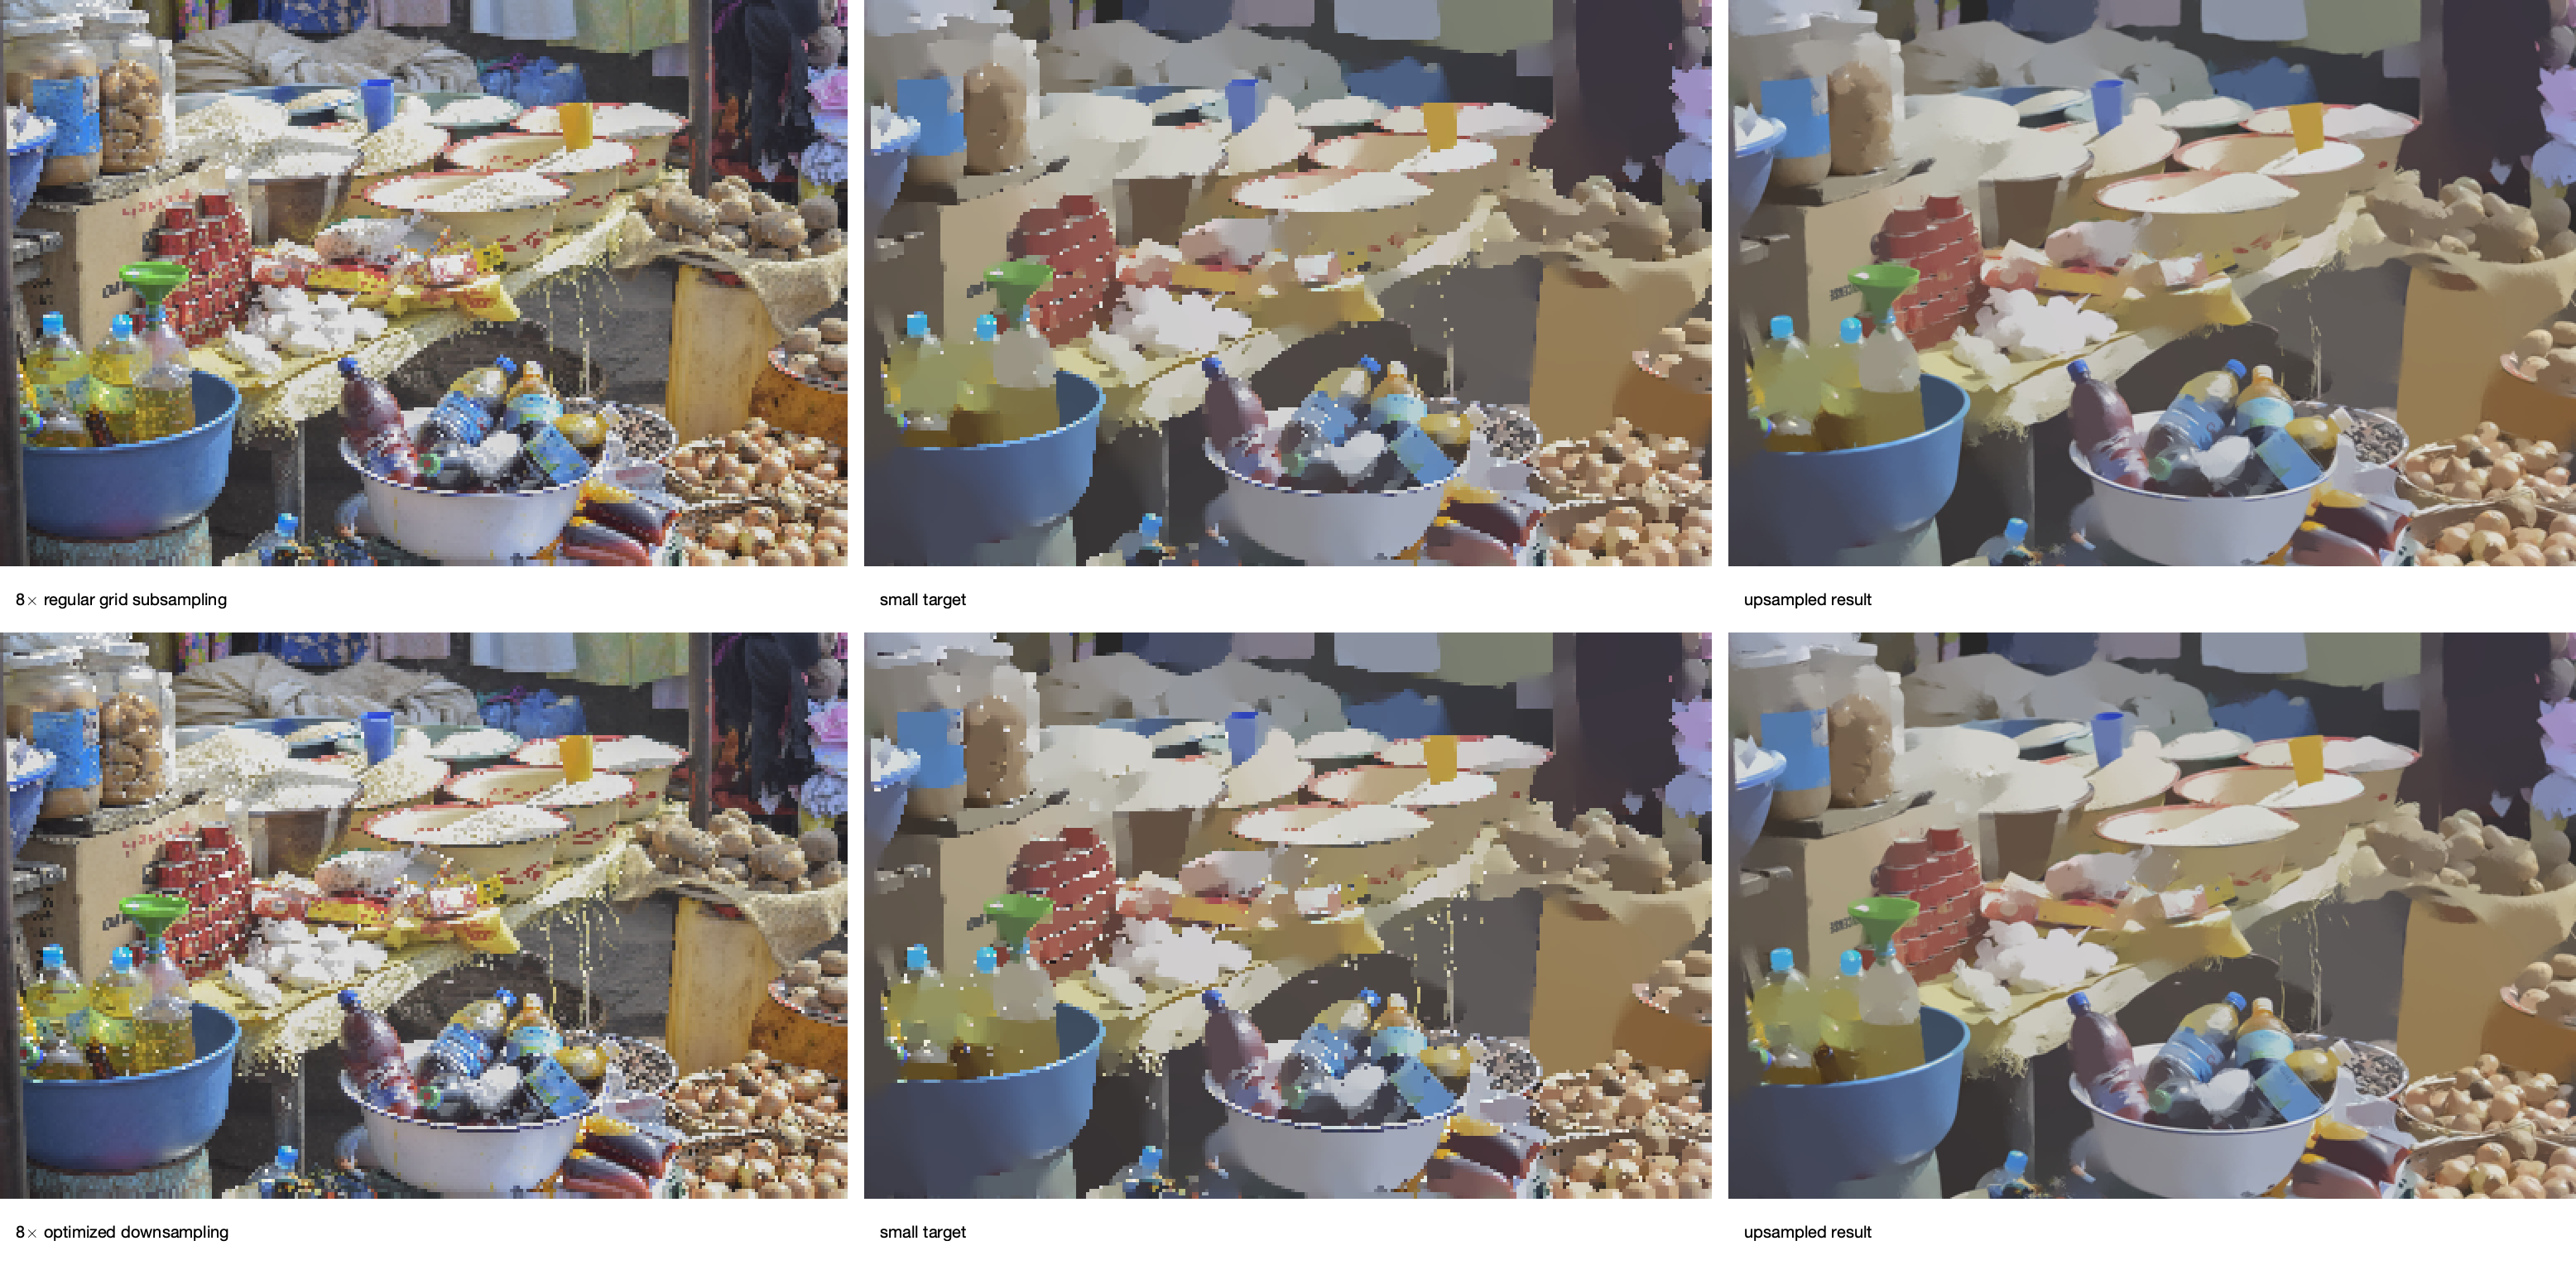 8× regular grid subsampling
small target
upsampled result
8× optimized downsampling
small target
upsampled result